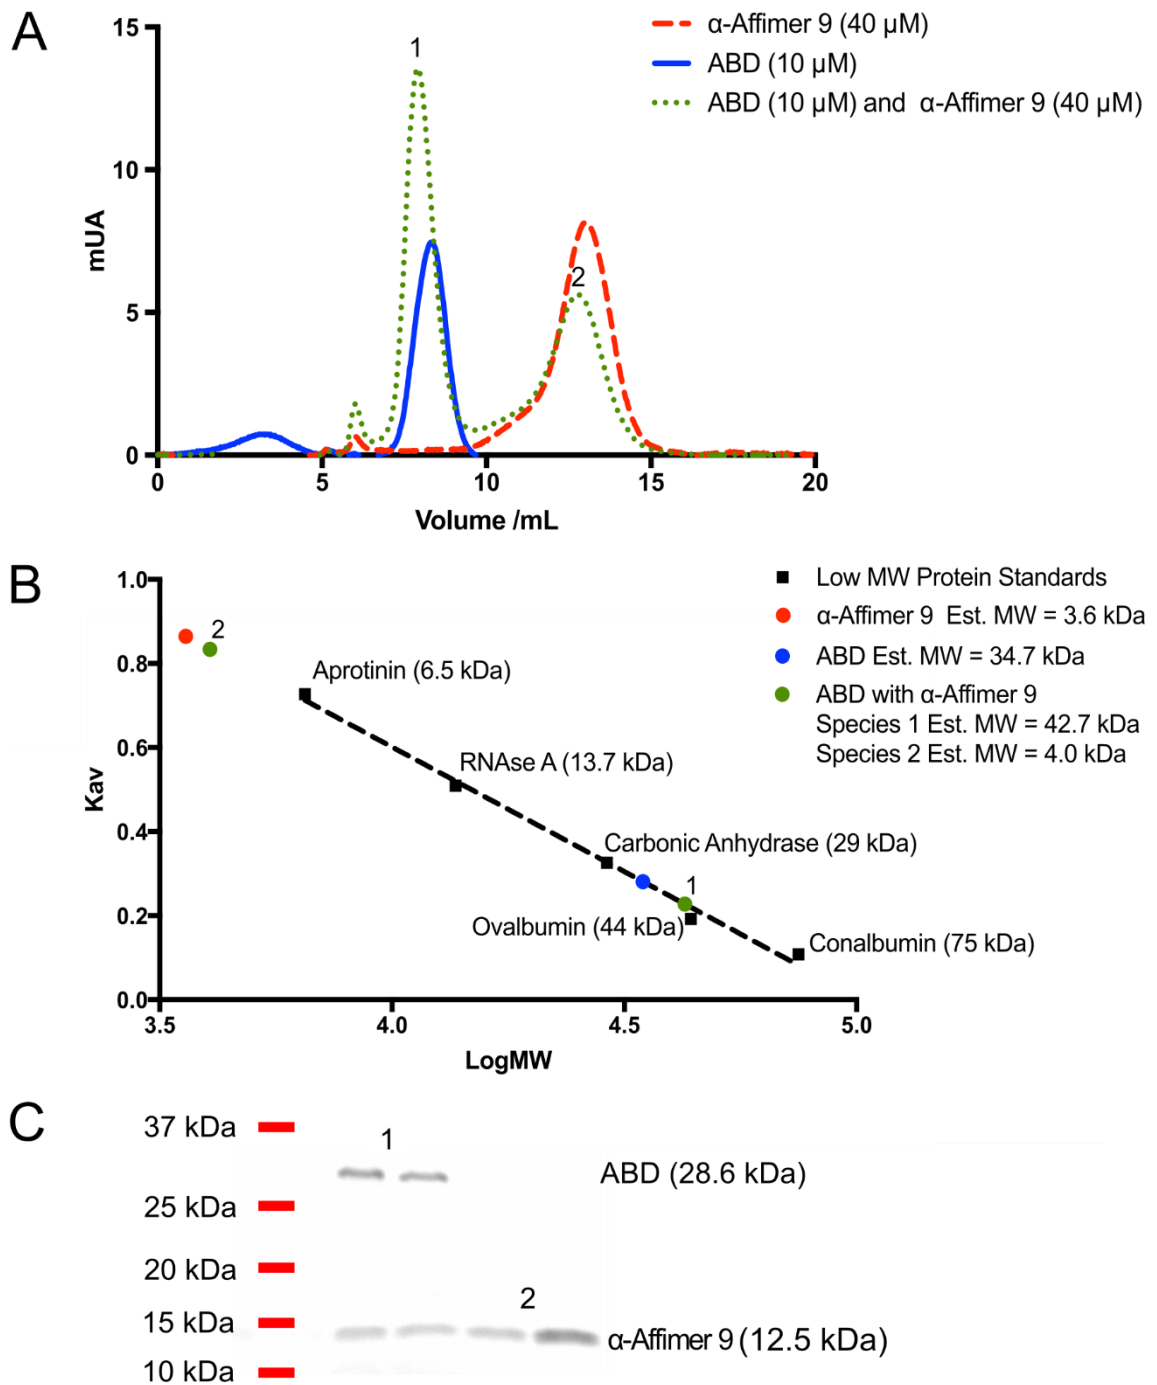 A
α-Affimer 9 (40 µM)
ABD (10 µM)
ABD (10 µM) and α-Affimer 9 (40 µM)
15
10
5
0
mUA
1
2
0
5
10
15
20
Volume /mL
B
Low MW Protein Standards
α-Affimer 9 Est. MW = 3.6 kDa
ABD Est. MW = 34.7 kDa
ABD with α-Affimer 9
Species 1 Est. MW = 42.7 kDa
Species 2 Est. MW = 4.0 kDa
1.0
0.8
0.6
0.4
0.2
0.0
Kav
2
Aprotinin (6.5 kDa)
RNAse A (13.7 kDa)
Carbonic Anhydrase (29 kDa)
1
Ovalbumin (44 kDa)
Conalbumin (75 kDa)
3.5
4.0
4.5
5.0
LogMW
C
37 kDa
1
ABD (28.6 kDa)
25 kDa
20 kDa
2
15 kDa
α-Affimer 9 (12.5 kDa)
10 kDa